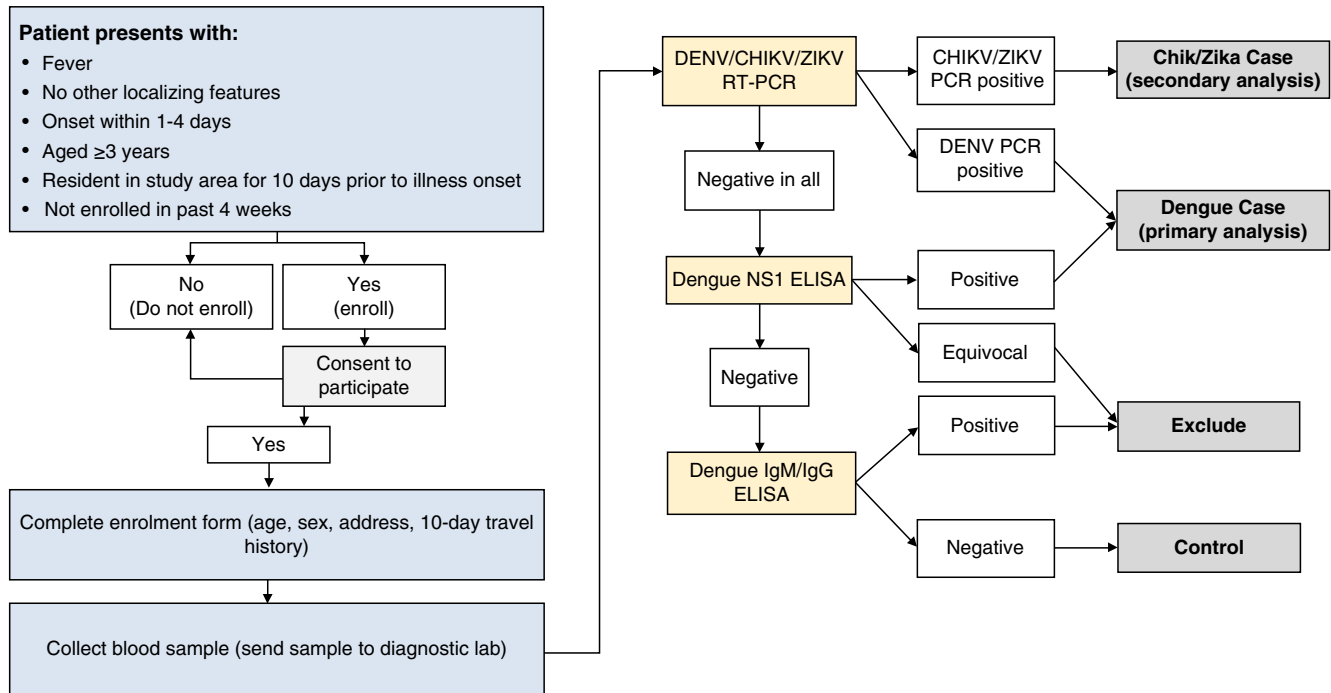 Patient presents with:
• Fever
• No other localizing features
• Onset within 1-4 days
• Aged ≥3 years
• Resident in study area for 10 days prior to illness onset
• Not enrolled in past 4 weeks
No
(Do not enroll)
Yes
(enroll)
Consent to
participate
Yes
Complete enrolment form (age, sex, address, 10-day travel
history)
Collect blood sample (send sample to diagnostic lab)
DENV/CHIKV/ZIKV
RT-PCR
CHIKV/ZIKV
PCR positive
Chik/Zika Case
(secondary analysis)
DENV PCR
positive
Negative in all
Dengue Case
(primary analysis)
Dengue NS1 ELISA
Positive
Equivocal
Negative
Positive
Exclude
Dengue IgM/IgG
ELISA
Negative
Control